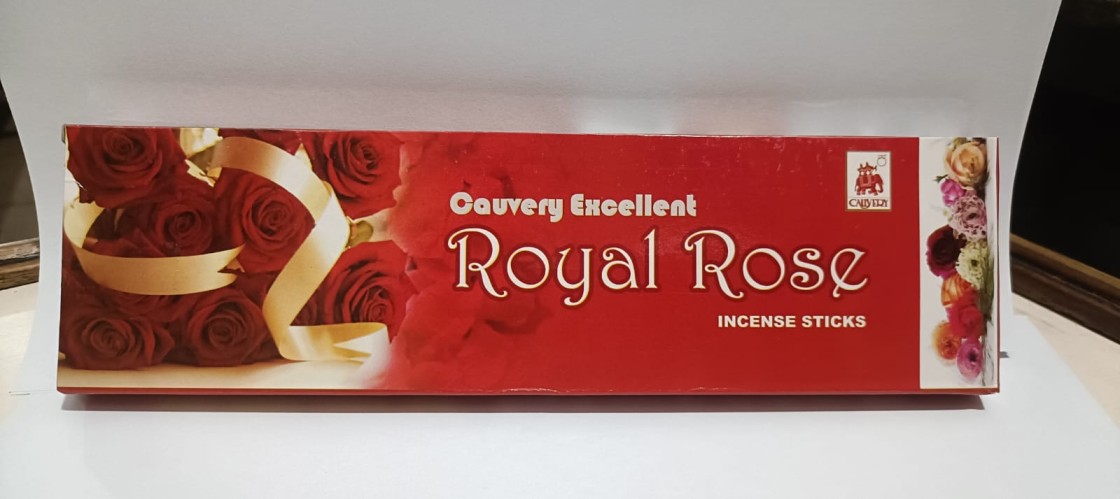 Cauvery Excellent
Royal Rose
INCENSE STICKS
CAUVERY